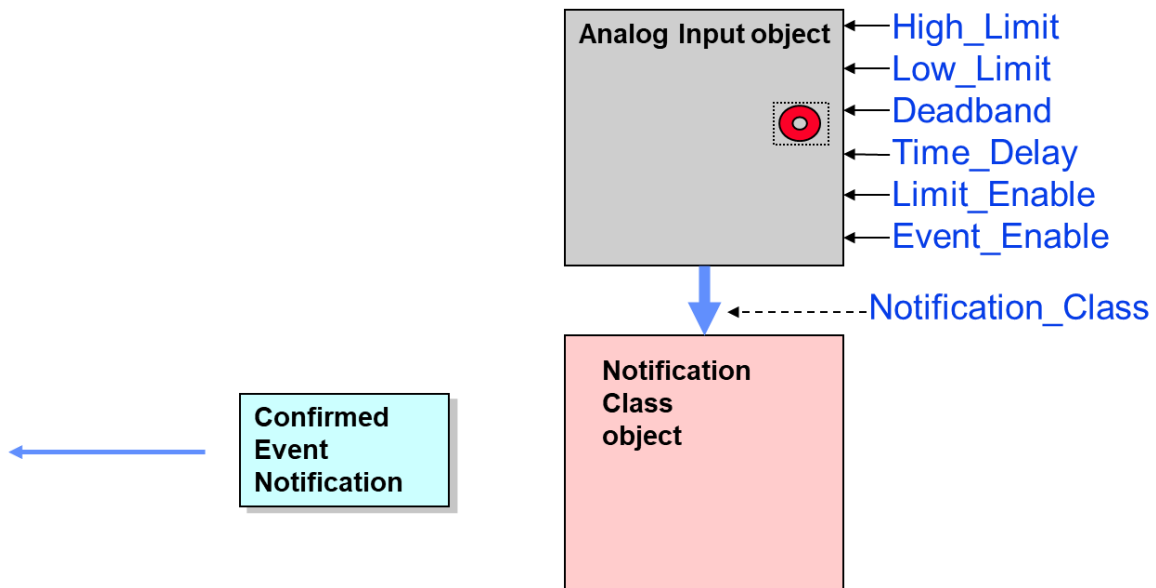 Analog Input object
High_Limit
Low_Limit
Deadband
Time_Delay
Limit_Enable
Event_Enable
Notification_Class
Notification
Class
object
Confirmed
Event
Notification